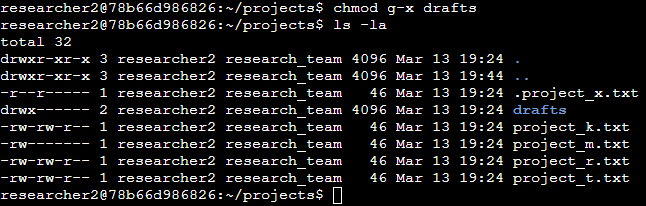 researcher2@78b66d986826:~/projects$ chmod g-x drafts
researcher2@78b66d986826:~/projects$ ls -la
total 32
drwxr-xr-x 3 researcher2 research_team 4096 Mar 13 19:24 .
drwxr-xr-x 3 researcher2 research_team 4096 Mar 13 19:44 ..
-r--r----- 1 researcher2 research_team   46 Mar 13 19:24 .project_x.txt
drwx------ 2 researcher2 research_team 4096 Mar 13 19:24 drafts
-rw-rw-r-- 1 researcher2 research_team   46 Mar 13 19:24 project_k.txt
-rw------- 1 researcher2 research_team   46 Mar 13 19:24 project_m.txt
-rw-rw-r-- 1 researcher2 research_team   46 Mar 13 19:24 project_r.txt
-rw-rw-r-- 1 researcher2 research_team   46 Mar 13 19:24 project_t.txt
researcher2@78b66d986826:~/projects$